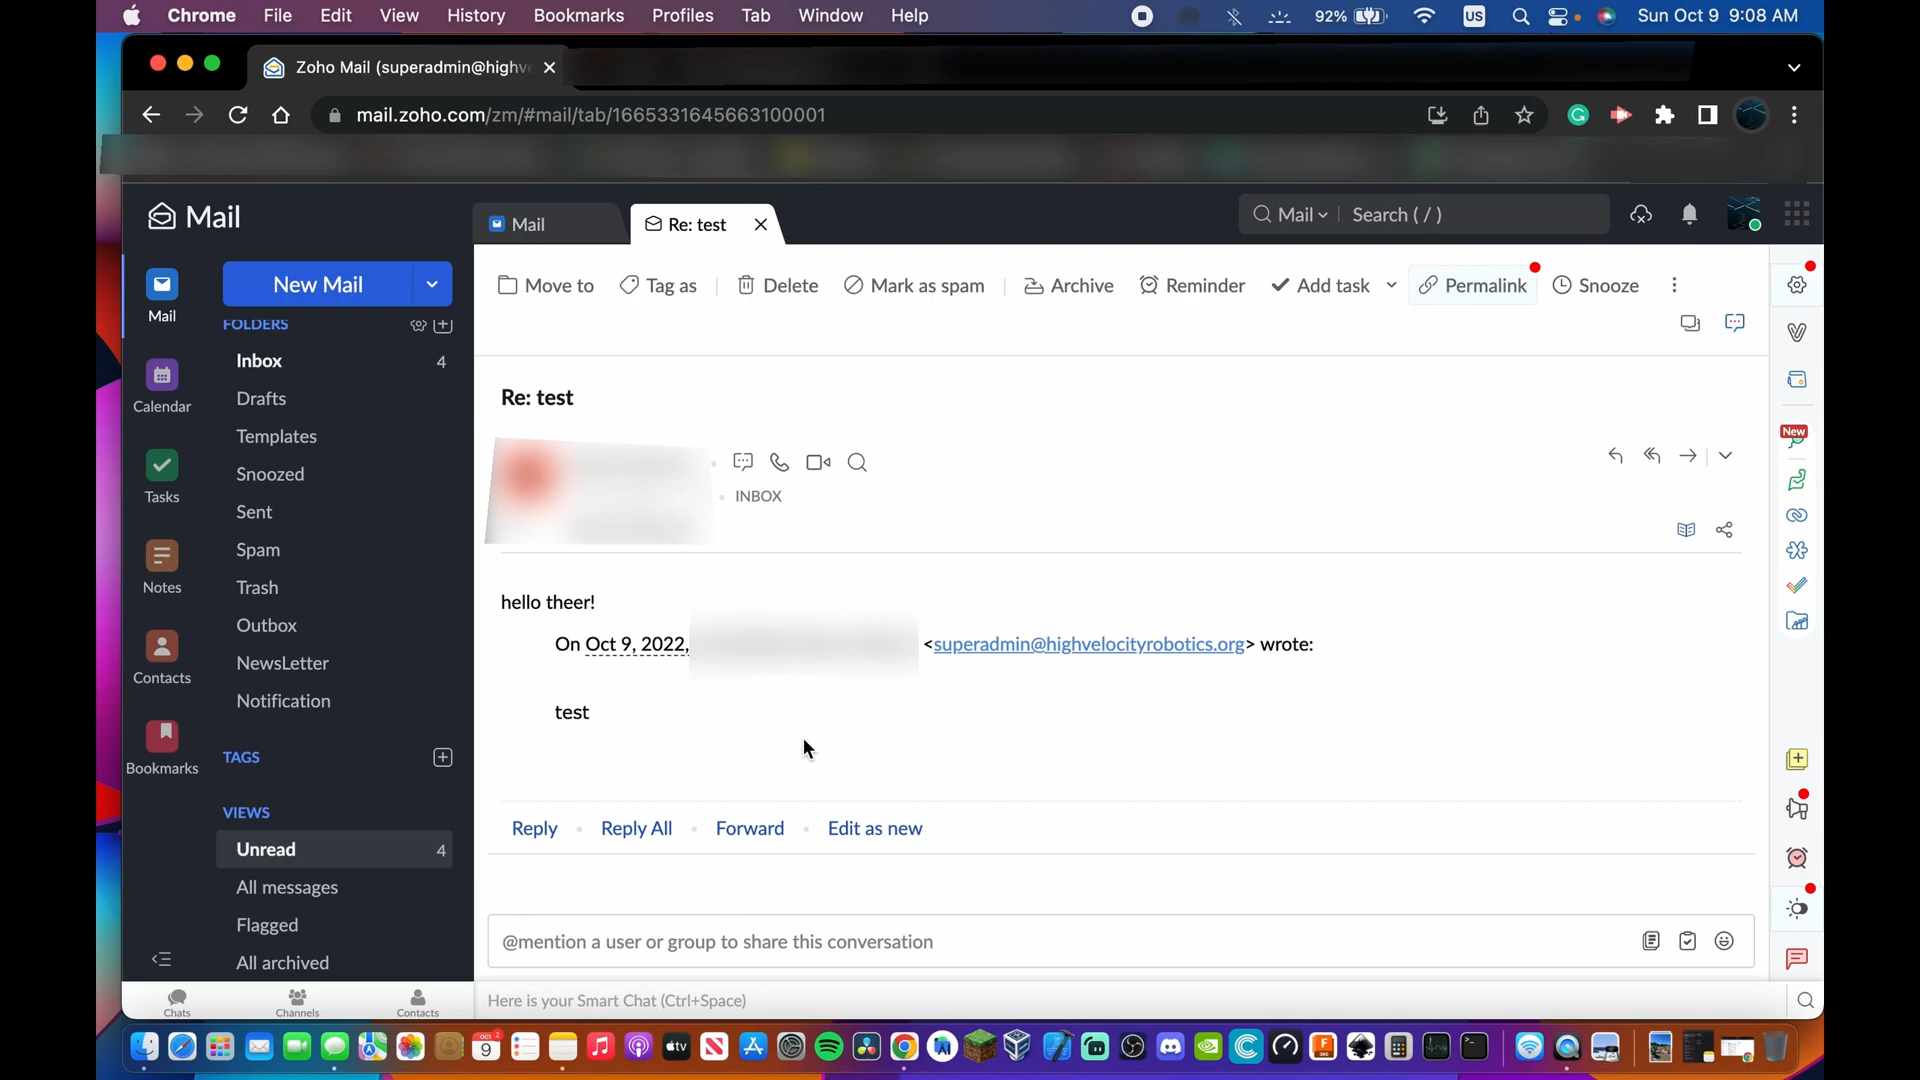 Chrome File Edit View History Bookmarks Profiles Tab Window Help 92% US Sun Oct 9 9:08 AM
Zoho Mail (superadmin@highv
mail.zoho.com/zm/#mail/tab/1665331645663100001
Mail
Mail
Re: test
Mail
Search ( / )
Mail
Calendar
Tasks
Notes
Contacts
Bookmarks
New Mail
FOLDERS
Inbox 4
Drafts
Templates
Snoozed
Sent
Spam
Trash
Outbox
NewsLetter
Notification
TAGS
VIEWS
Unread 4
All messages
Flagged
All archived
Chats
Channels
Contacts
Move to Tag as Delete Mark as spam Archive Reminder Add task Permalink Snooze
Re: test
INBOX
New
hello theer!
On Oct 9, 2022, <superadmin@highvelocityrobotics.org> wrote:
test
Reply Reply All Forward Edit as new
@mention a user or group to share this conversation
Here is your Smart Chat (Ctrl+Space)
OCT
9
2
tv
F
360